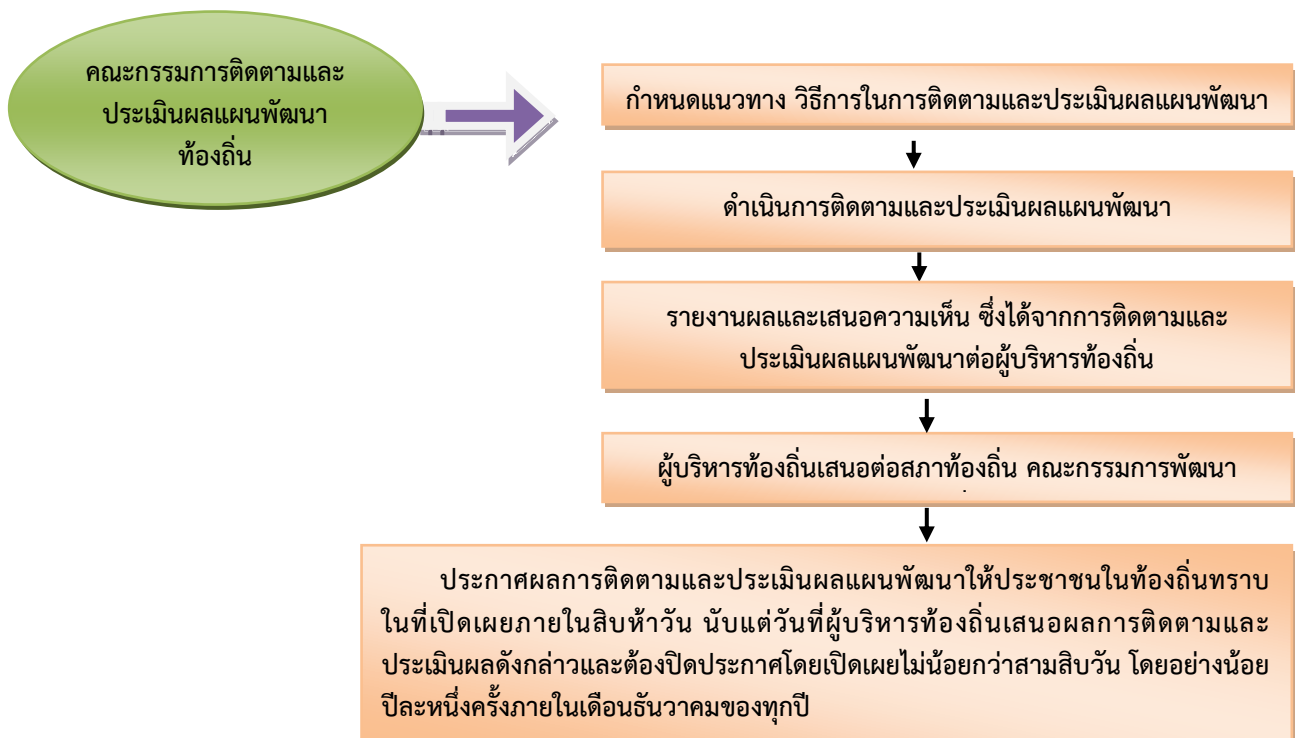 คณะกรรมการติดตามและ
ประเมินผลแผนพัฒนา
ท้องถิ่น
กำหนดแนวทาง วิธีการในการติดตามและประเมินผลแผนพัฒนา
ดำเนินการติดตามและประเมินผลแผนพัฒนา
รายงานผลและเสนอความเห็น ซึ่งได้จากการติดตามและ
ประเมินผลแผนพัฒนาต่อผู้บริหารท้องถิ่น
ผู้บริหารท้องถิ่นเสนอต่อสภาท้องถิ่น คณะกรรมการพัฒนา
ประกาศผลการติดตามและประเมินผลแผนพัฒนาให้ประชาชนในท้องถิ่นทราบ
ในที่เปิดเผยภายในสิบห้าวัน นับแต่วันที่ผู้บริหารท้องถิ่นเสนอผลการติดตามและ
ประเมินผลดังกล่าวและต้องปิดประกาศโดยเปิดเผยไม่น้อยกว่าสามสิบวัน โดยอย่างน้อย
ปีละหนึ่งครั้งภายในเดือนธันวาคมของทุกปี